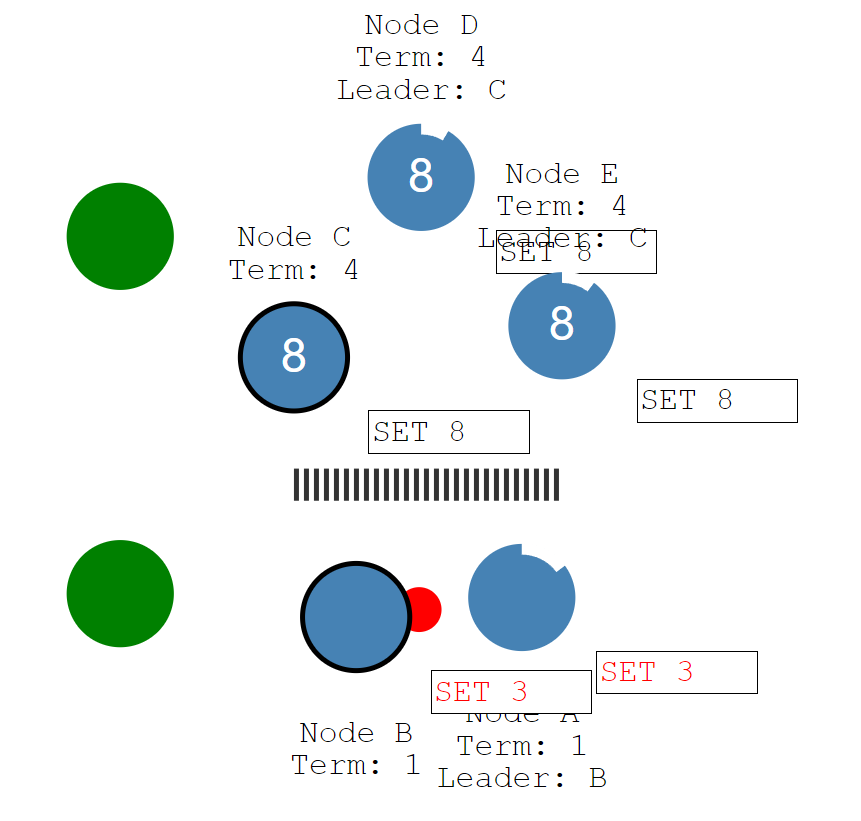 Node D
Term: 4
Leader: C
8
Node E
Term: 4
Leader: C
SET 8
Node C
Term: 4
8
8
SET 8
SET 8
SET 3
SET 3
Node A
Term: 1
Leader: B
Node B
Term: 1